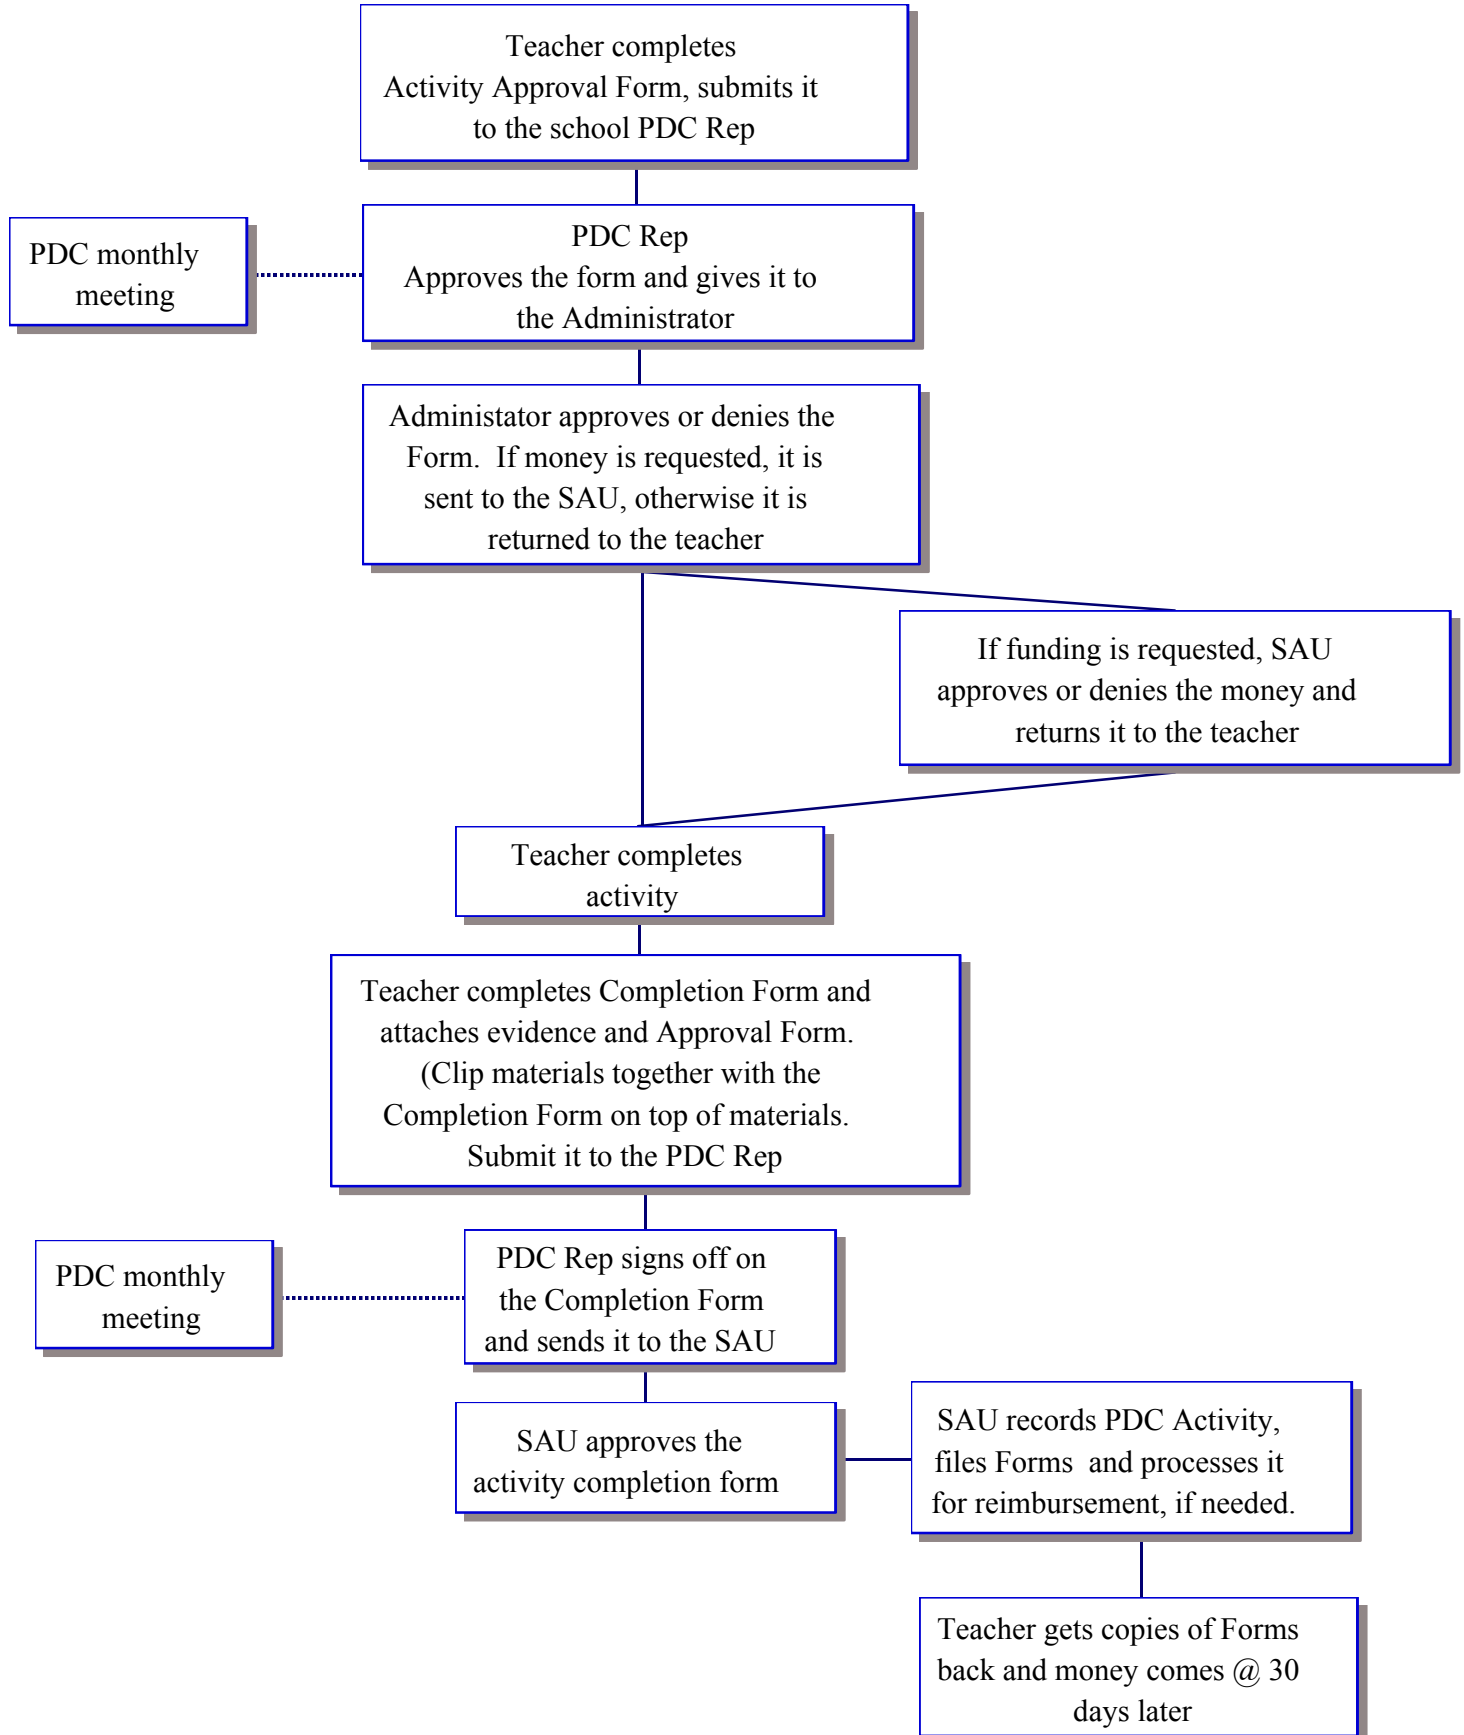 Teacher completes
Activity Approval Form, submits it
to the school PDC Rep
PDC monthly
meeting
PDC Rep
Approves the form and gives it to
the Administrator
Administator approves or denies the
Form.  If money is requested, it is
sent to the SAU, otherwise it is
returned to the teacher
If funding is requested, SAU
approves or denies the money and
returns it to the teacher
Teacher completes
activity
Teacher completes Completion Form and
attaches evidence and Approval Form.
(Clip materials together with the
Completion Form on top of materials.
Submit it to the PDC Rep
PDC monthly
meeting
PDC Rep signs off on
the Completion Form
and sends it to the SAU
SAU approves the
activity completion form
SAU records PDC Activity,
files Forms  and processes it
for reimbursement, if needed.
Teacher gets copies of Forms
back and money comes @ 30
days later